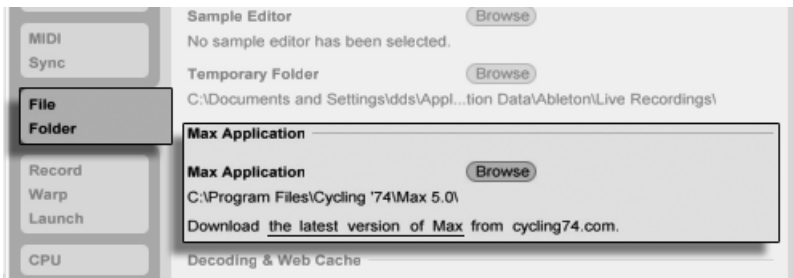 MIDI
Sync
File
Folder
Record
Warp
Launch
CPU
Sample Editor Browse
No sample editor has been selected.
Temporary Folder Browse
C:\Documents and Settings\dds\Appl...tion Data\Ableton\Live Recordings\
Max Application
Max Application Browse
C:\Program Files\Cycling '74\Max 5.0\
Download the latest version of Max from cycling74.com.
Decoding & Web Cache